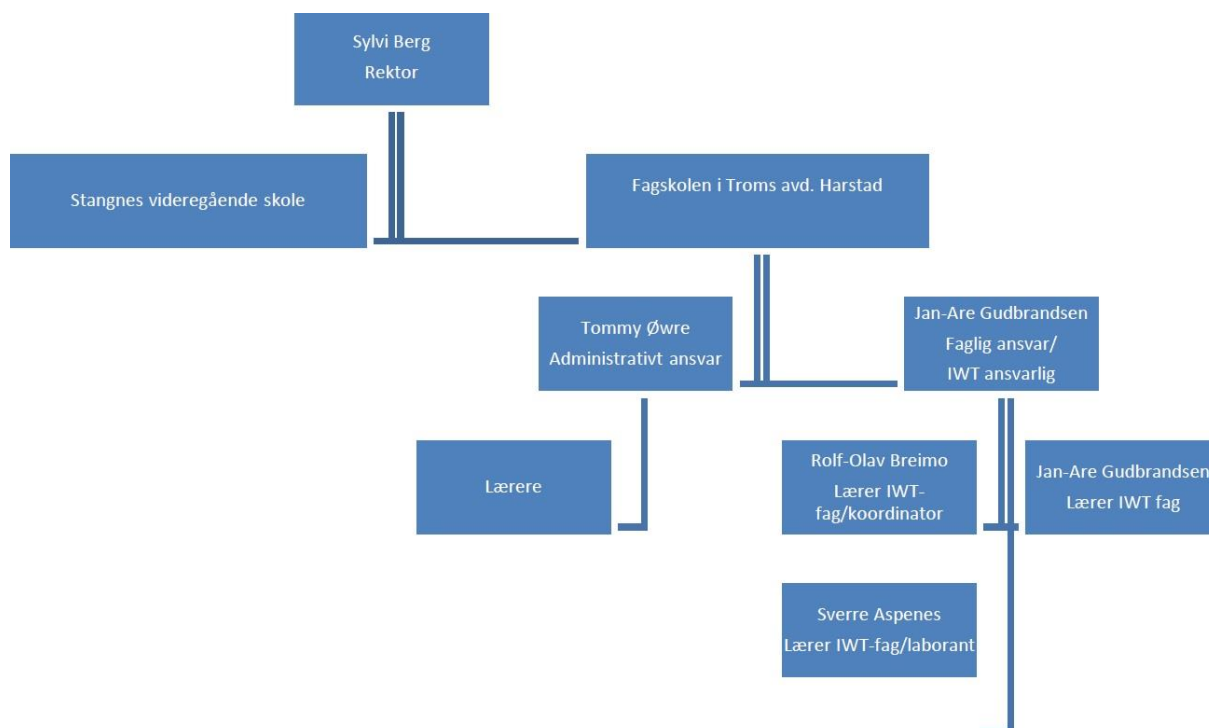 Sylvi Berg
Rektor
Stangnes videregående skole
Fagskolen i Troms avd. Harstad
Tommy Øwre
Administrativt ansvar
Jan-Are Gudbrandsen
Faglig ansvar/
IWT ansvarlig
Lærere
Rolf-Olav Breimo
Lærer IWT-
fag/koordinator
Jan-Are Gudbrandsen
Lærer IWT fag
Sverre Aspenes
Lærer IWT-fag/laborant